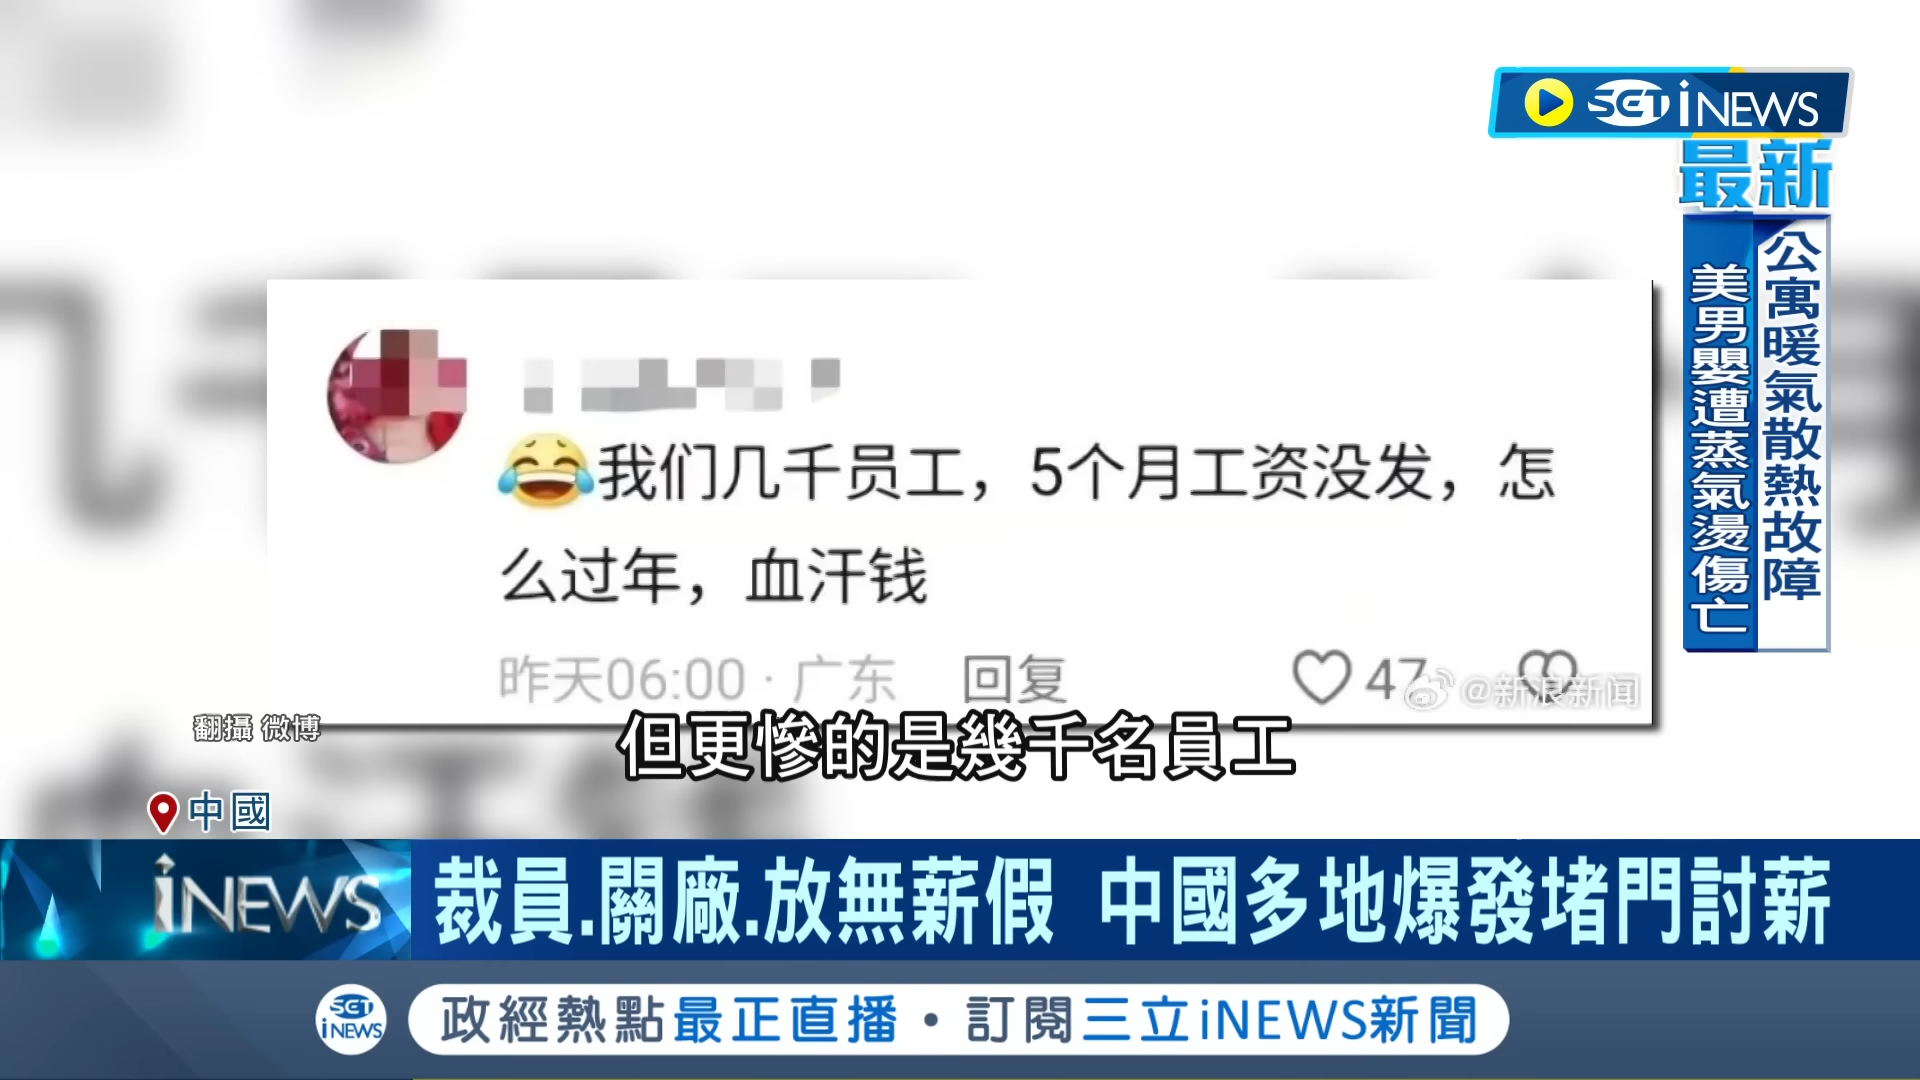 SET iNEWS
最新
公寓暖氣散熱故障
美男嬰遭蒸氣燙傷亡
我们几千员工，5个月工资没发，怎
么过年，血汗钱
昨天06:00 · 广东 回复 47
@新浪新闻
翻攝 微博
但更慘的是幾千名員工
中國
iNEWS
裁員.關廠.放無薪假 中國多地爆發堵門討薪
SET iNEWS
政經熱點最正直播・訂閱三立iNEWS新聞